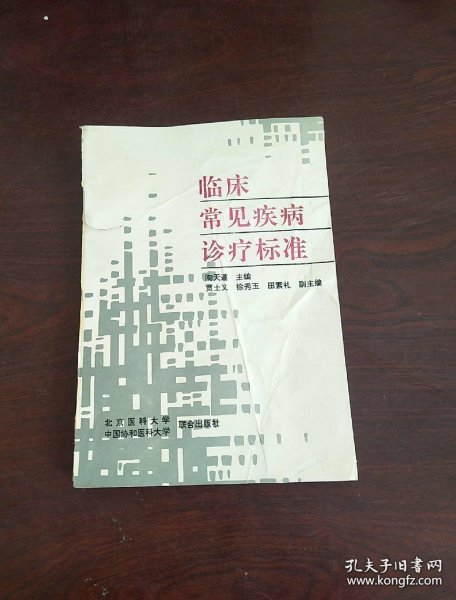 临床
常见疾病
诊疗标准
陶天遵 主编
贾士义 徐秀玉 田素礼 副主编
北京医科大学
中国协和医科大学
联合出版社
孔夫子旧书网
www.kongfz.com